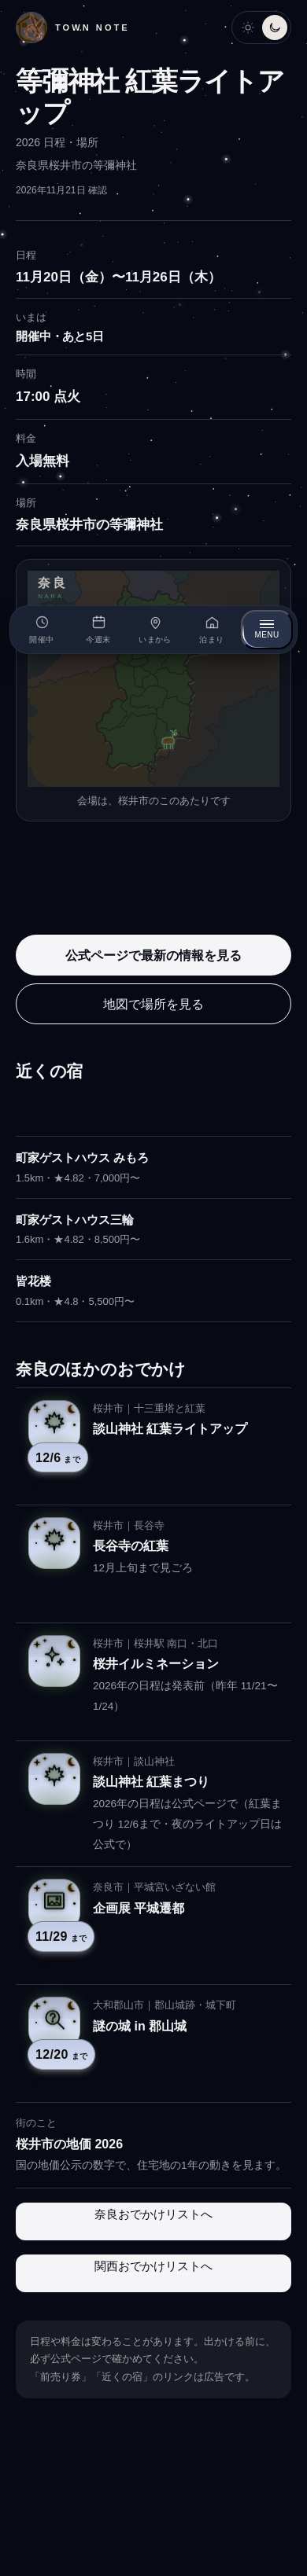 TOWN NOTE
等彌神社 紅葉ライトア
ップ
2026 日程・場所
奈良県桜井市の等彌神社
2026年11月21日 確認
日程
11月20日（金）〜11月26日（木）
いまは
開催中・あと5日
時間
17:00 点火
料金
入場無料
場所
奈良県桜井市の等彌神社
奈良
NARA
開催中
今週末
いまから
泊まり
MENU
会場は、桜井市のこのあたりです
公式ページで最新の情報を見る
地図で場所を見る
近くの宿
町家ゲストハウス みもろ
1.5km・★4.82・7,000円〜
町家ゲストハウス三輪
1.6km・★4.82・8,500円〜
皆花楼
0.1km・★4.8・5,500円〜
奈良のほかのおでかけ
桜井市｜十三重塔と紅葉
談山神社 紅葉ライトアップ
12/6 まで
桜井市｜長谷寺
長谷寺の紅葉
12月上旬まで見ごろ
桜井市｜桜井駅 南口・北口
桜井イルミネーション
2026年の日程は発表前（昨年 11/21〜
1/24）
桜井市｜談山神社
談山神社 紅葉まつり
2026年の日程は公式ページで（紅葉ま
つり 12/6まで・夜のライトアップ日は
公式で）
奈良市｜平城宮いざない館
企画展 平城遷都
11/29 まで
大和郡山市｜郡山城跡・城下町
謎の城 in 郡山城
12/20 まで
街のこと
桜井市の地価 2026
国の地価公示の数字で、住宅地の1年の動きを見ます。
奈良おでかけリストへ
関西おでかけリストへ
日程や料金は変わることがあります。出かける前に、
必ず公式ページで確かめてください。
「前売り券」「近くの宿」のリンクは広告です。